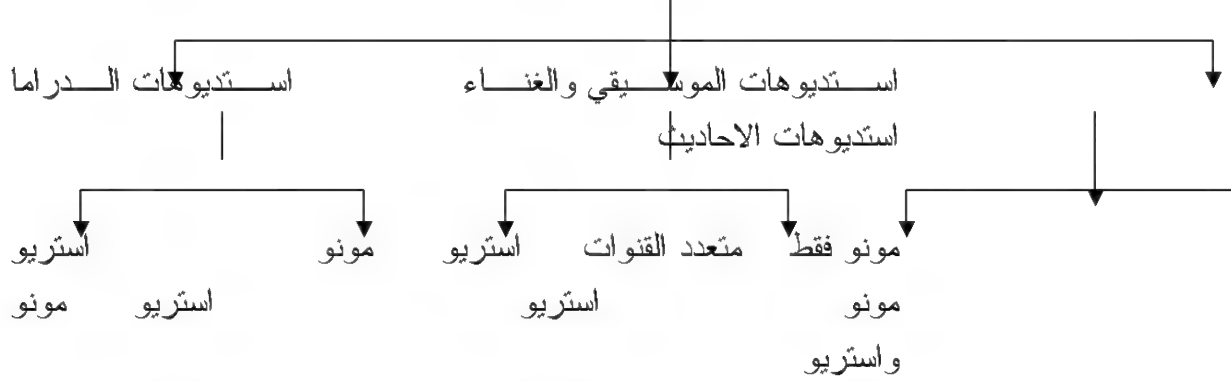 استديوهات الموسيقي والغناء استديوهات الدراما
استديوهات الاحاديث
مونو فقط متعدد القنوات استريو مونو استريو
مونو استريو استريو مونو
واستريو